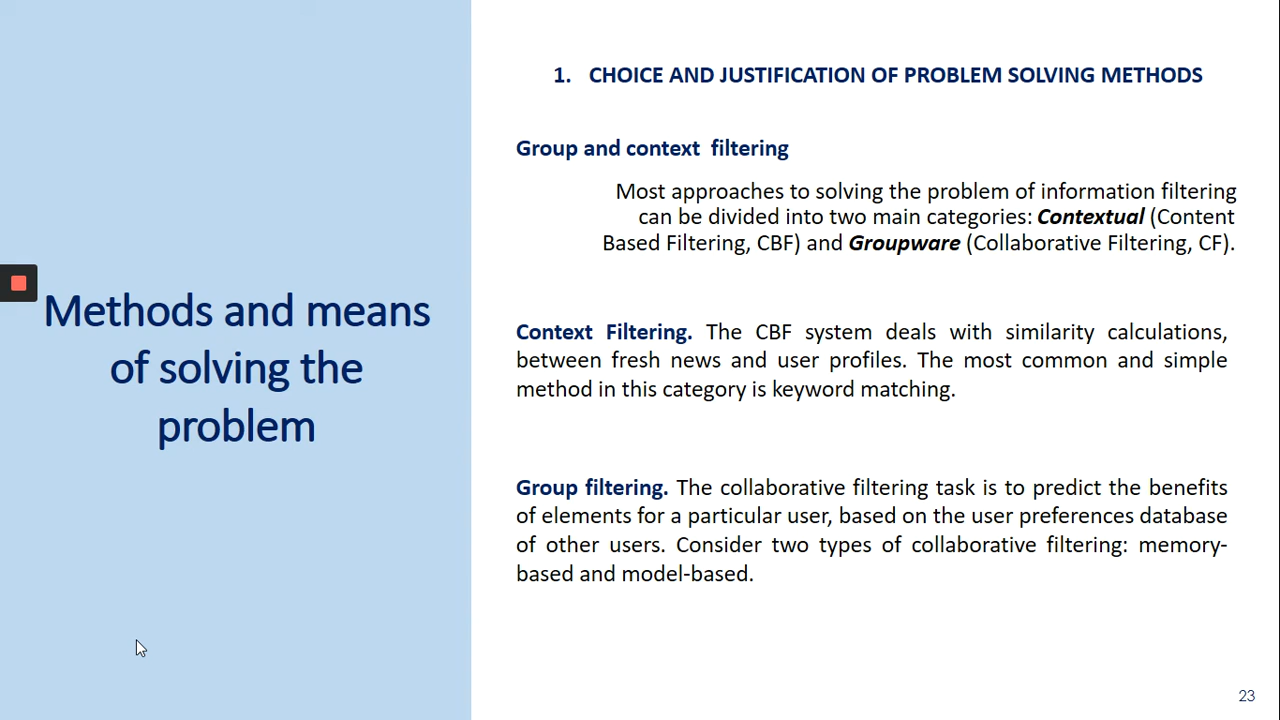 Methods and means
of solving the
problem
1. CHOICE AND JUSTIFICATION OF PROBLEM SOLVING METHODS
Group and context filtering
Most approaches to solving the problem of information filtering
can be divided into two main categories: Contextual (Content
Based Filtering, CBF) and Groupware (Collaborative Filtering, CF).
Context Filtering. The CBF system deals with similarity calculations,
between fresh news and user profiles. The most common and simple
method in this category is keyword matching.
Group filtering. The collaborative filtering task is to predict the benefits
of elements for a particular user, based on the user preferences database
of other users. Consider two types of collaborative filtering: memory-
based and model-based.
23